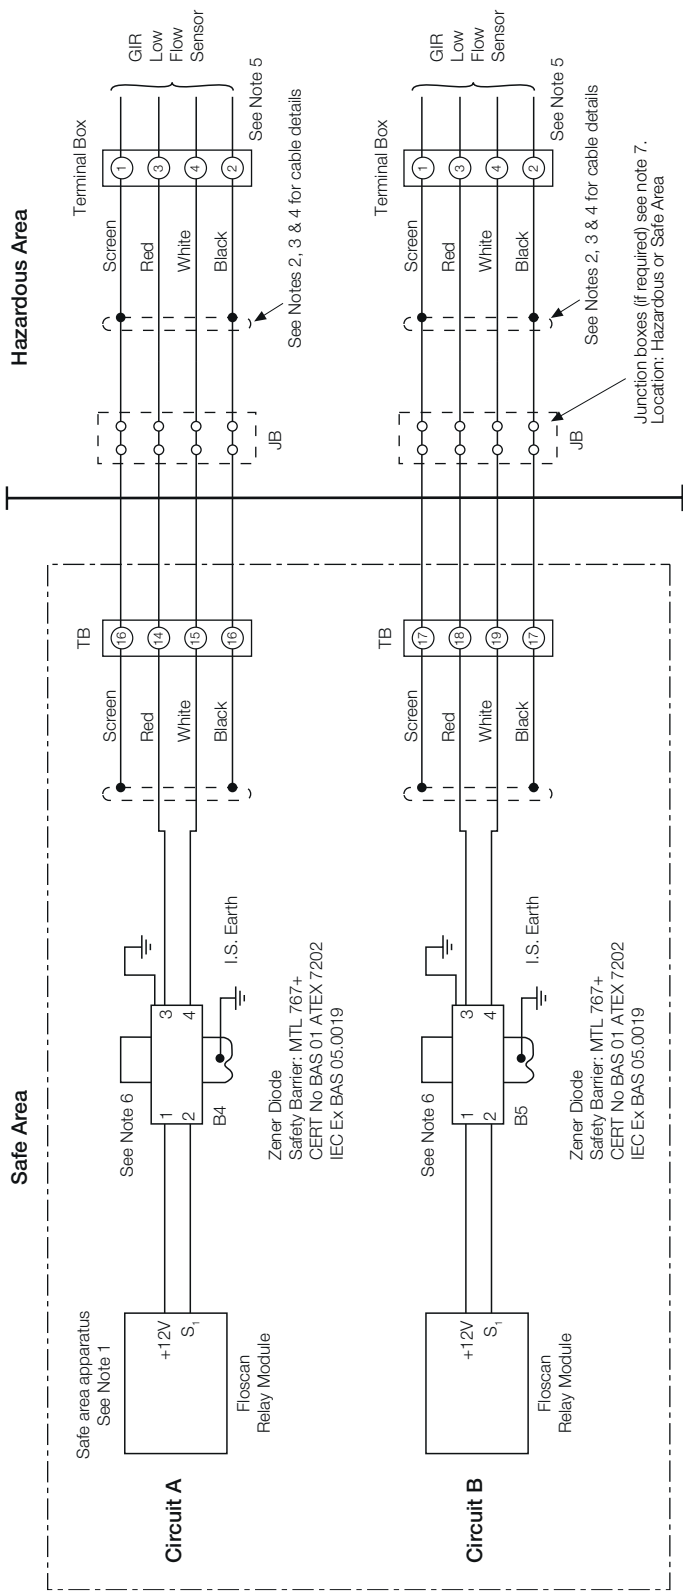 Safe Area
Hazardous Area
Circuit A
Safe area apparatus
See Note 1
+12V
S1
Floscan
Relay Module
See Note 6
1
2
3
4
B4
I.S. Earth
Zener Diode
Safety Barrier: MTL 767+
CERT No BAS 01 ATEX 7202
IEC Ex BAS 05.0019
Screen
Red
White
Black
TB
16
14
15
16
JB
See Notes 2, 3 & 4 for cable details
Screen
Red
White
Black
Terminal Box
1
3
4
2
See Note 5
GIR
Low
Flow
Sensor
Circuit B
+12V
S1
Floscan
Relay Module
See Note 6
1
2
3
4
B5
I.S. Earth
Zener Diode
Safety Barrier: MTL 767+
CERT No BAS 01 ATEX 7202
IEC Ex BAS 05.0019
Screen
Red
White
Black
TB
17
18
19
17
JB
Junction boxes (if required) see note 7.
Location: Hazardous or Safe Area
See Notes 2, 3 & 4 for cable details
Screen
Red
White
Black
Terminal Box
1
3
4
2
See Note 5
GIR
Low
Flow
Sensor